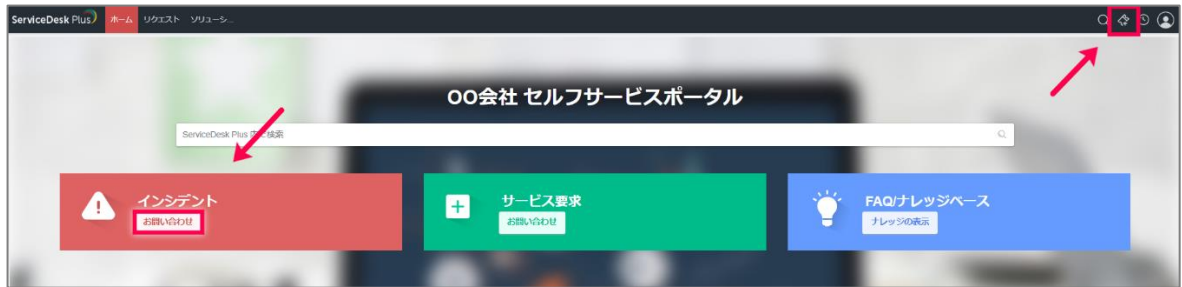 ServiceDesk Plus ホーム リクエスト ソリューシ...
OO会社 セルフサービスポータル
ServiceDesk Plus 検索
インシデント
お問い合わせ
サービス要求
お問い合わせ
FAQ/ナレッジベース
ナレッジの表示